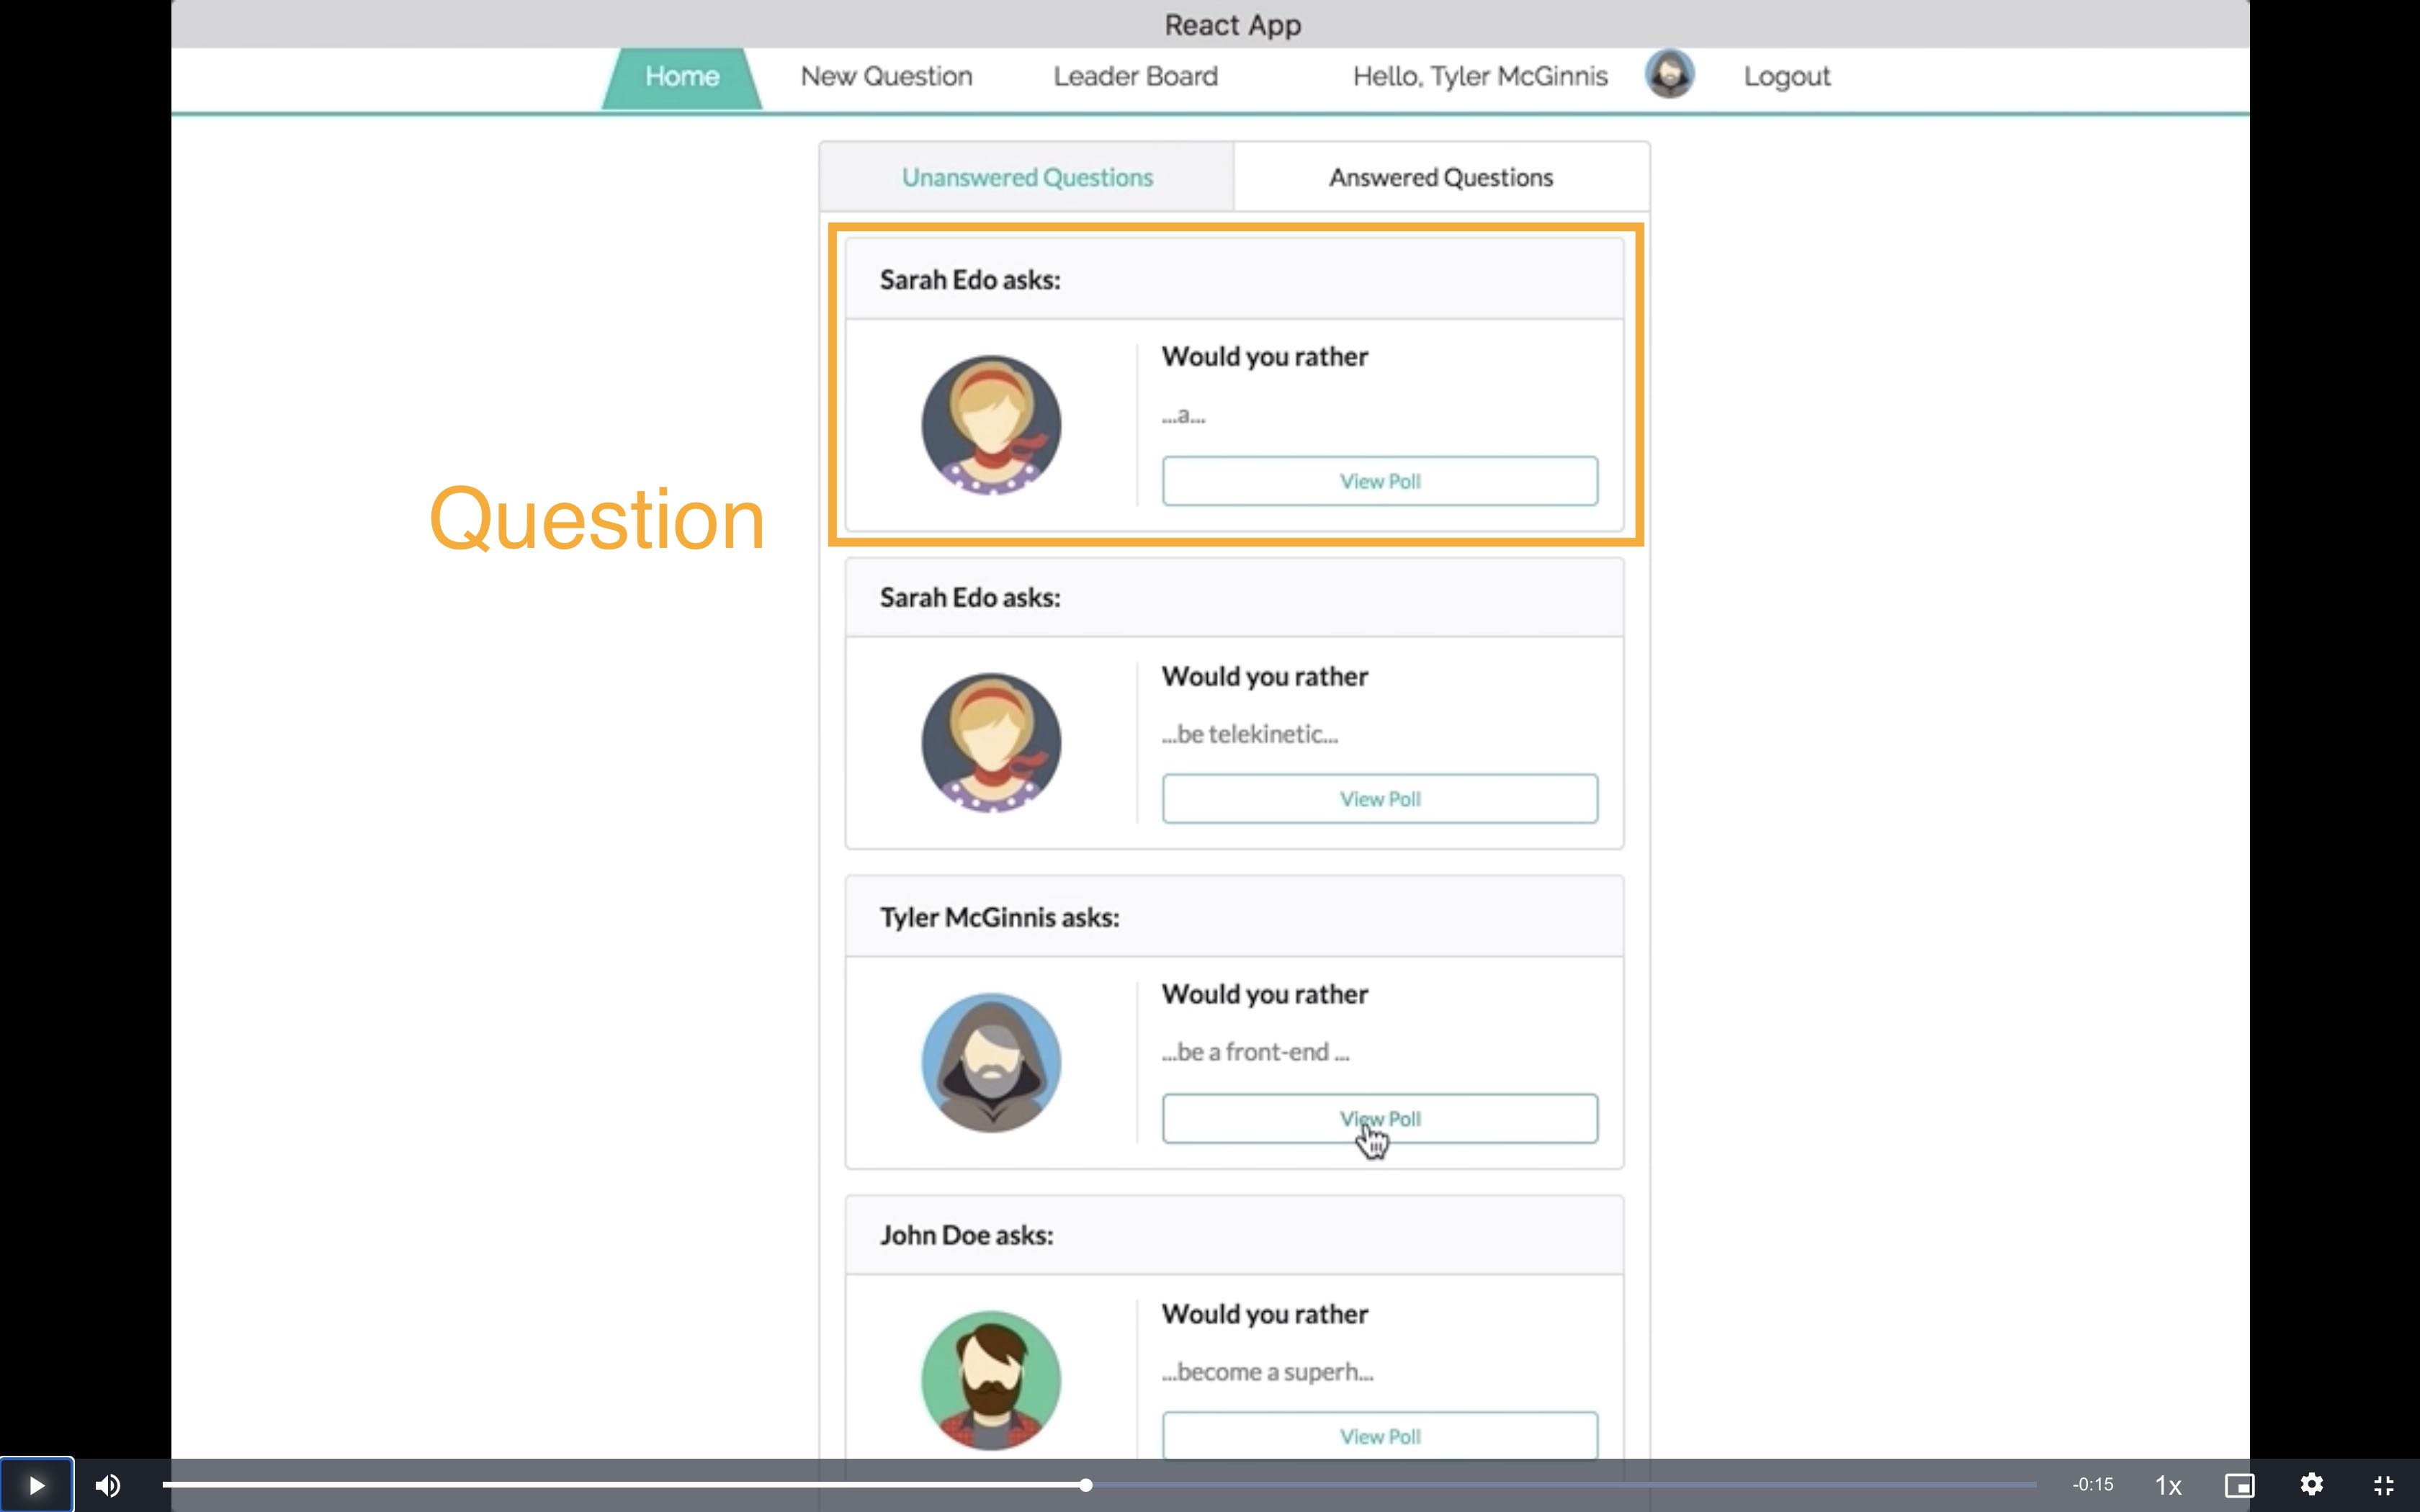 React App
Home New Question Leader Board Hello, Tyler McGinnis Logout
Unanswered Questions Answered Questions
Sarah Edo asks:
Would you rather
...a...
View Poll
Question
Sarah Edo asks:
Would you rather
...be telekinetic...
View Poll
Tyler McGinnis asks:
Would you rather
...be a front-end ...
View Poll
John Doe asks:
Would you rather
...become a superh...
View Poll
-0:15 1x